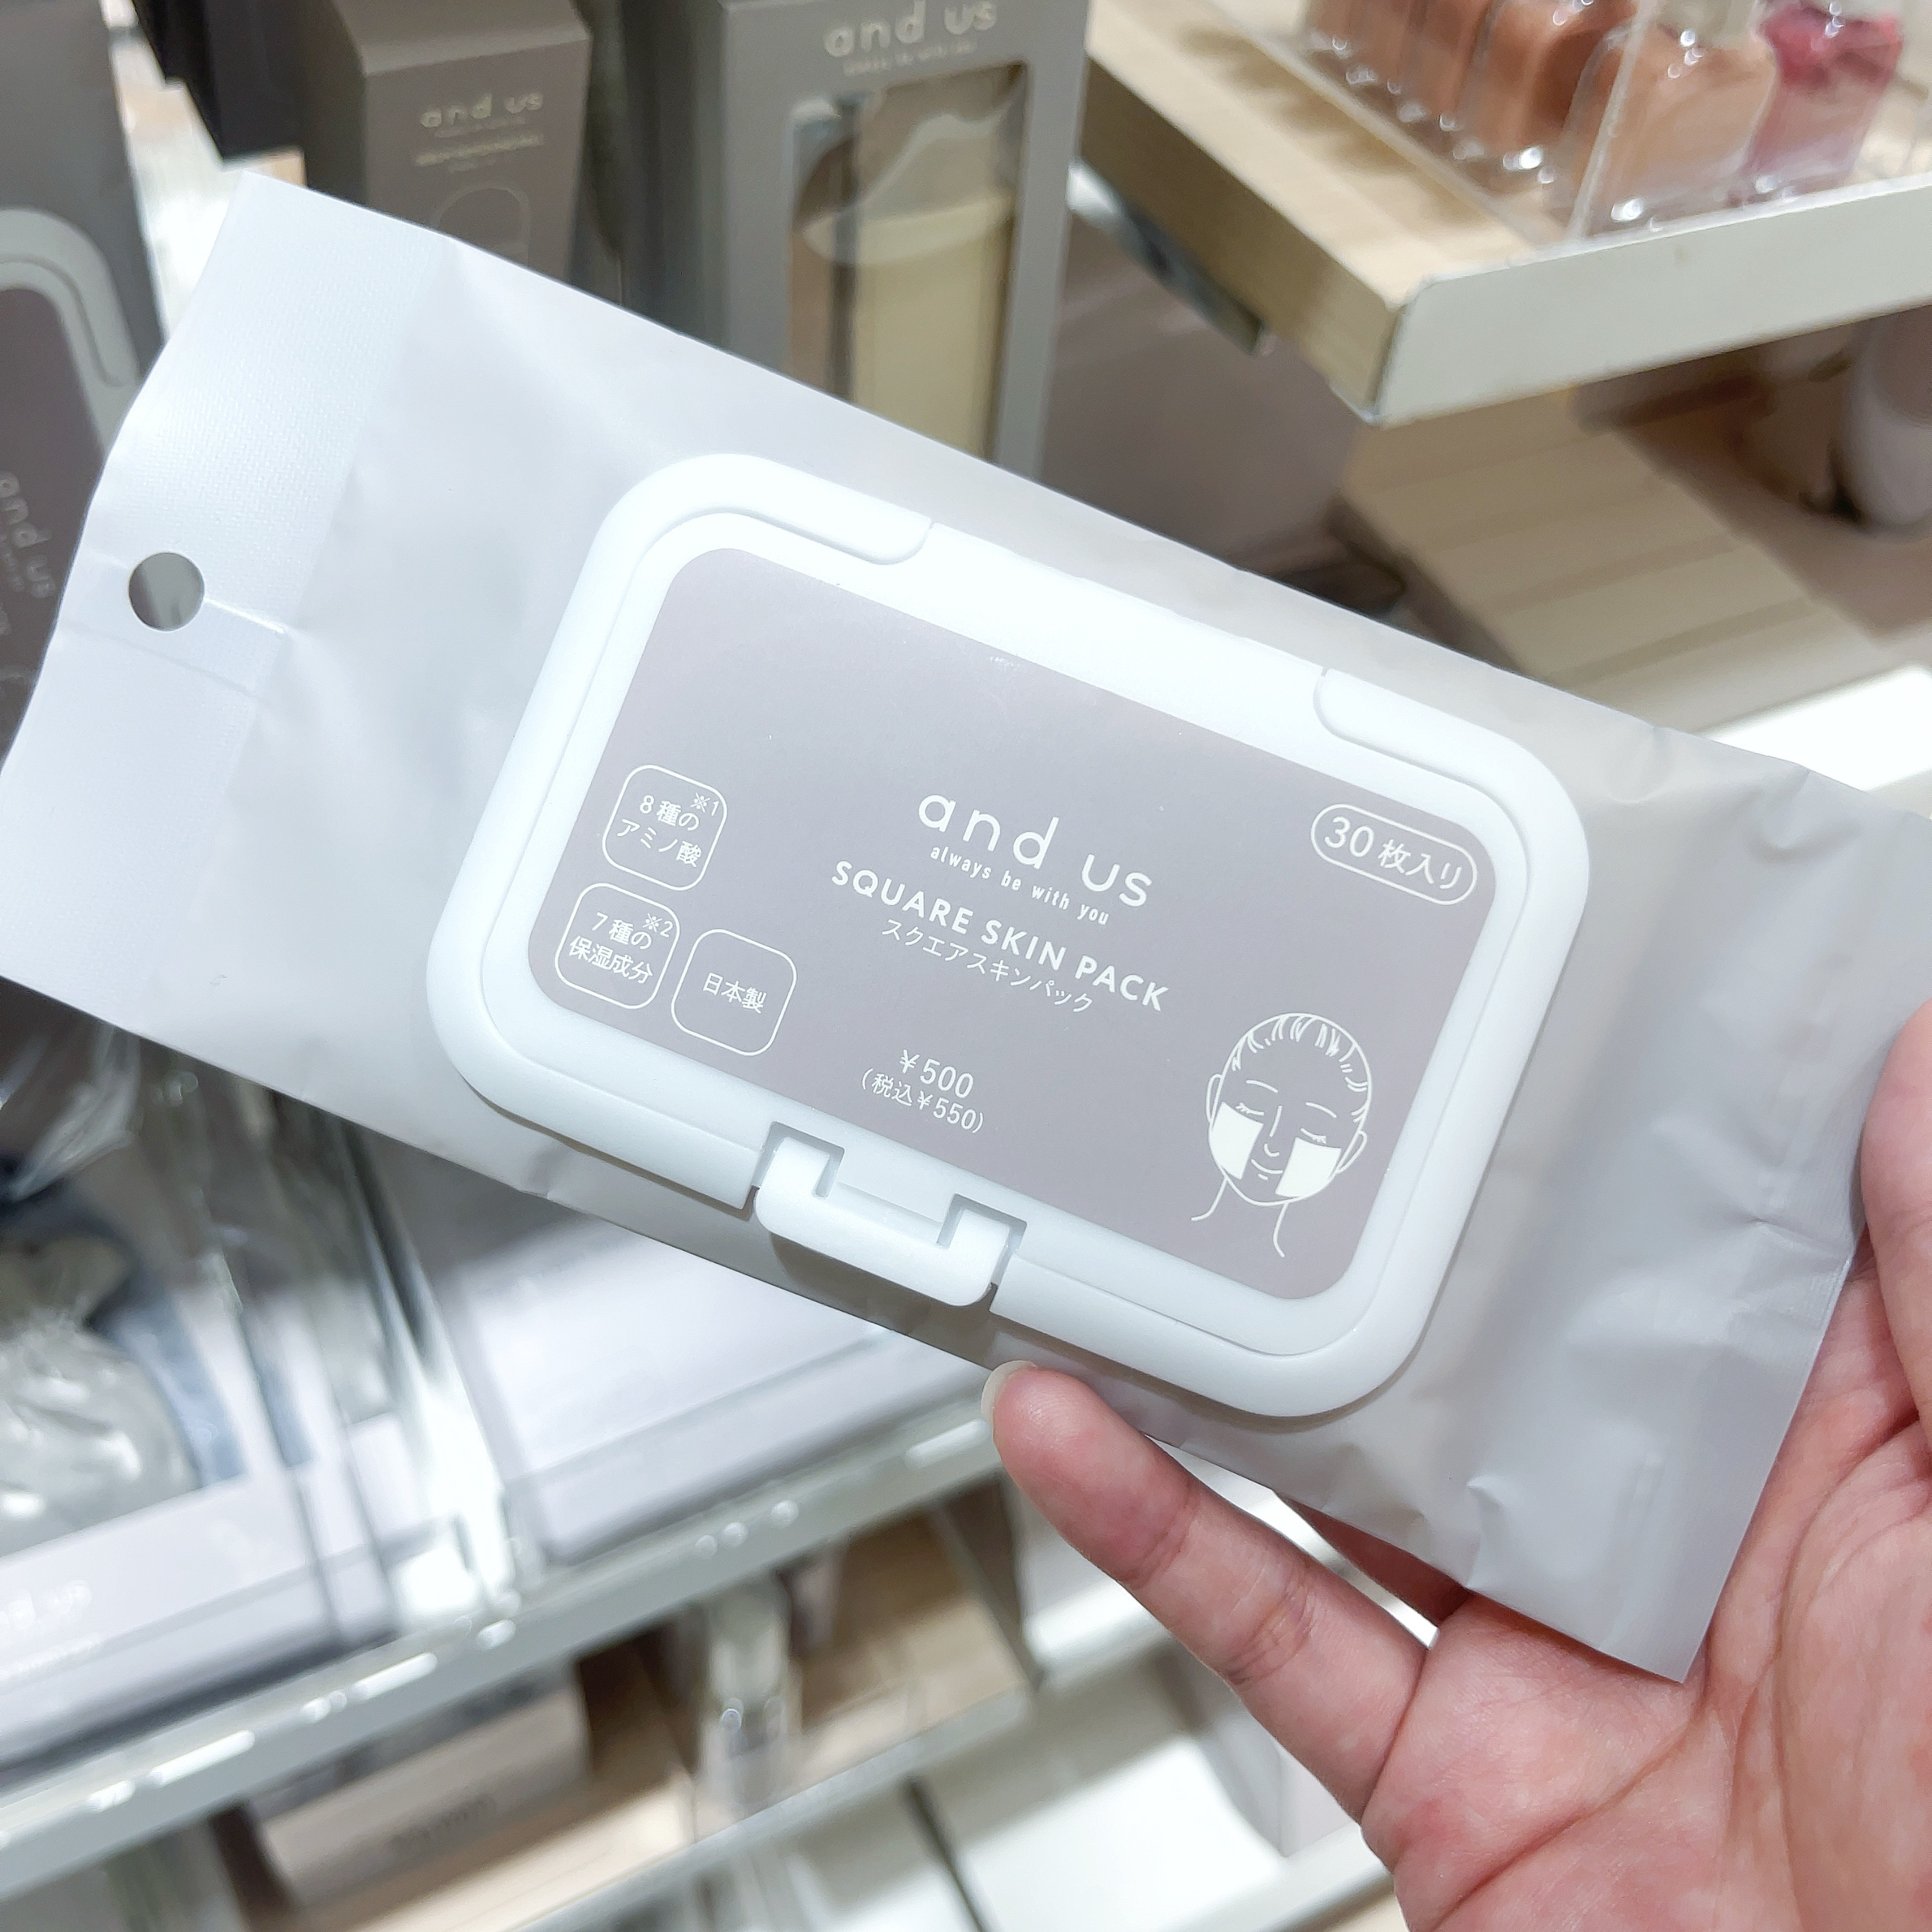 and us
and us
and us
※1
8種の
アミノ酸
※2
7種の
保湿成分
日本製
and us
always be with you
SQUARE SKIN PACK
スクエアスキンパック
30枚入り
¥500
(税込¥550)